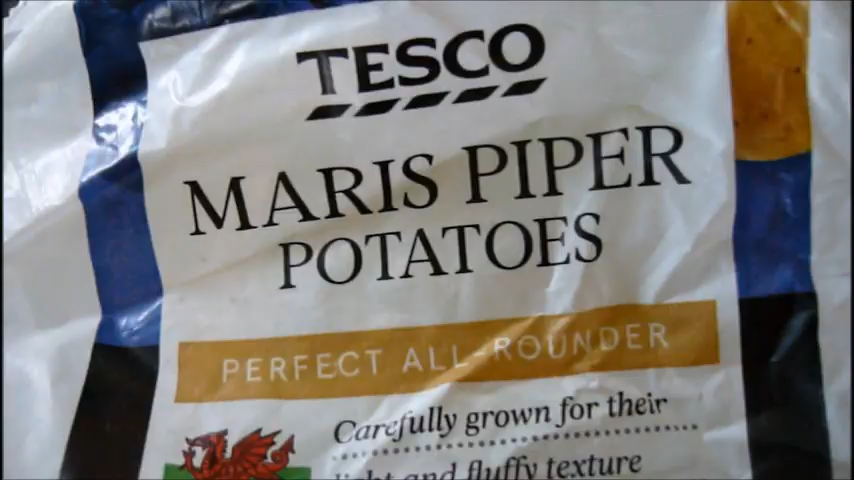 TESCO
MARIS PIPER
POTATOES
PERFECT ALL-ROUNDER
Carefully grown for their
light and fluffy texture